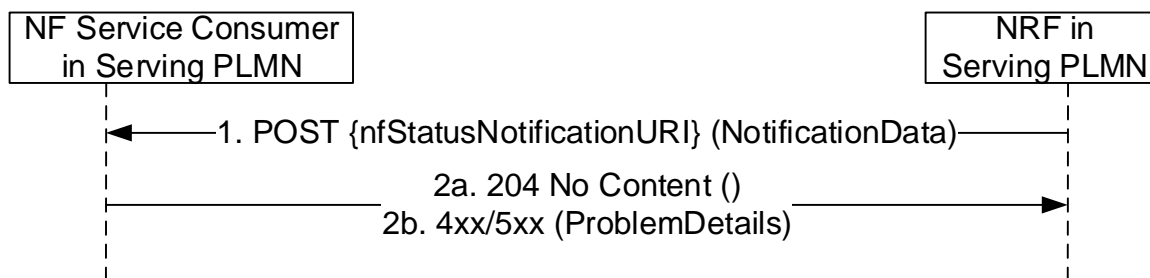 NF Service Consumer
in Serving PLMN
NRF in
Serving PLMN
1. POST {nfStatusNotificationURI} (NotificationData)
2a. 204 No Content ()
2b. 4xx/5xx (ProblemDetails)